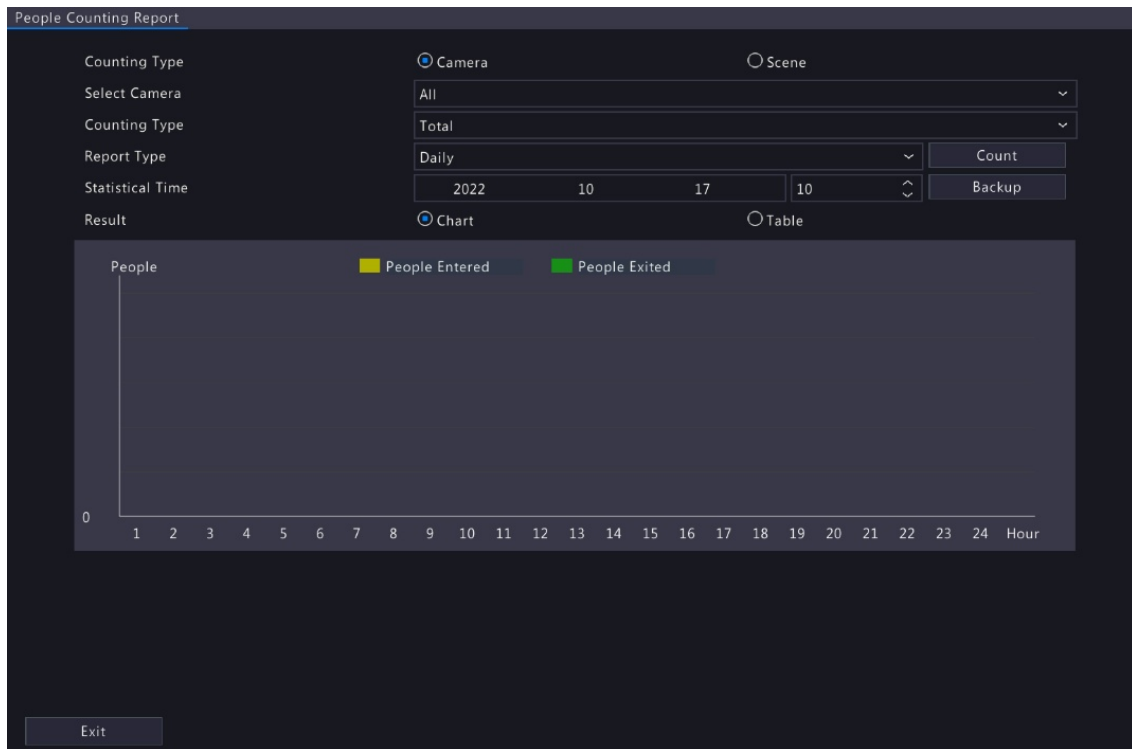 People Counting Report
Counting Type Camera Scene
Select Camera All
Counting Type Total
Report Type Daily Count
Statistical Time 2022 10 17 10 Backup
Result Chart Table
People People Entered People Exited
0
1 2 3 4 5 6 7 8 9 10 11 12 13 14 15 16 17 18 19 20 21 22 23 24 Hour
Exit